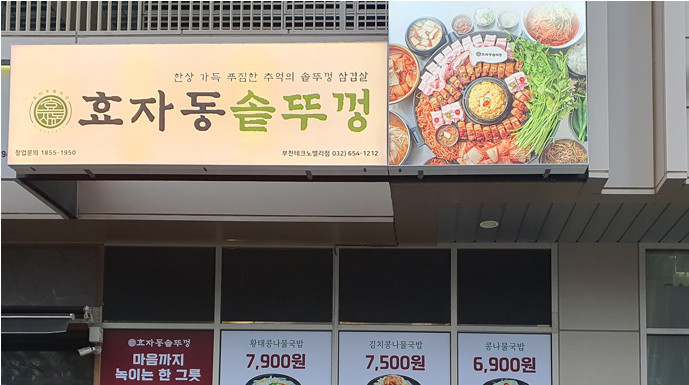 한상 가득 푸짐한 추억의 솥뚜껑 삼겹살
효자동솥뚜껑
창업문의 1855-1950
부천테크노밸리점 032) 654-1212
효자동솥뚜껑
마음까지
녹이는 한 그릇
황태콩나물국밥
7,900원
김치콩나물국밥
7,500원
콩나물국밥
6,900원